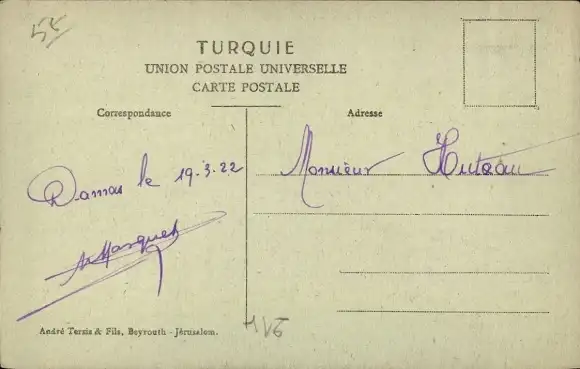 TURQUIE
UNION POSTALE UNIVERSELLE
CARTE POSTALE
Correspondance
Adresse
Damas le 19-3-22
Monsieur Huteau
André Terzis & Fils, Beyrouth - Jérusalem.